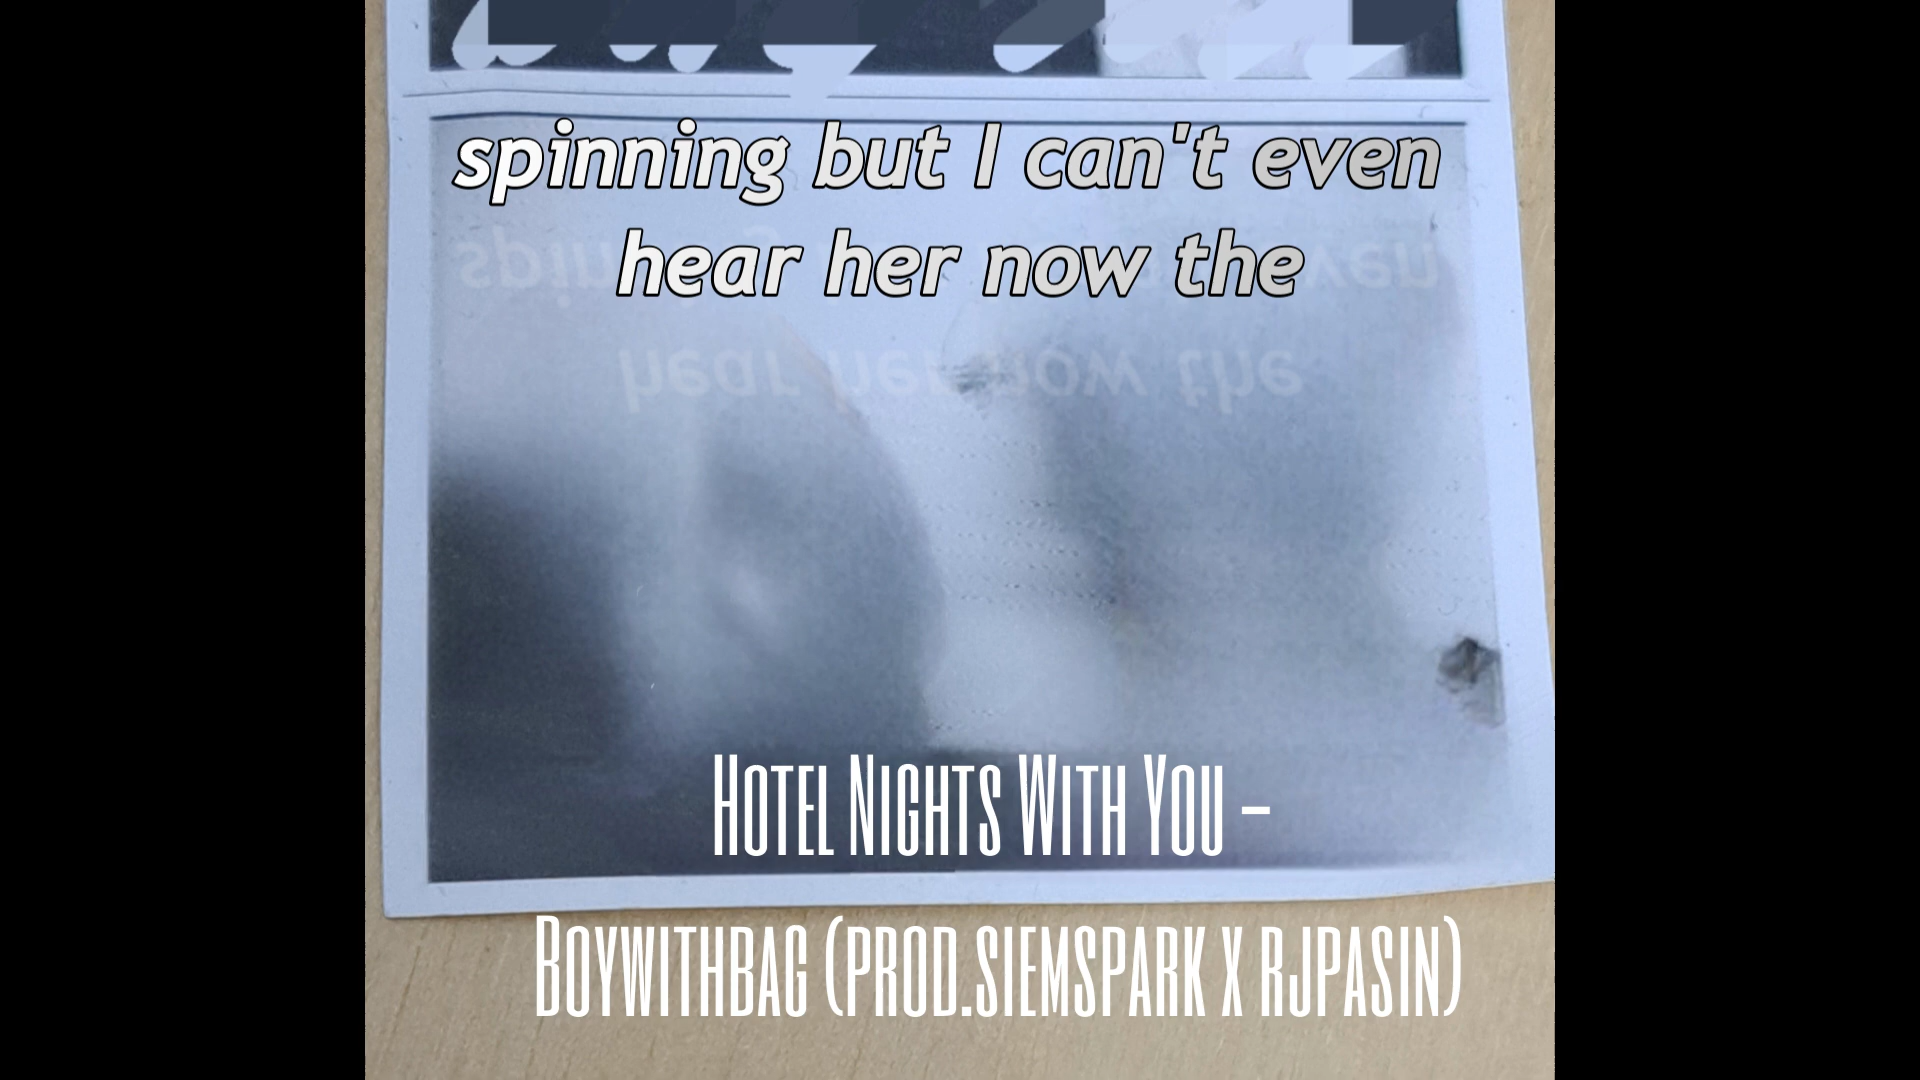 spinning but I can't even
hear her now the
Hotel Nights With You -
Boywithbag (prod.siemspark x rjpasin)